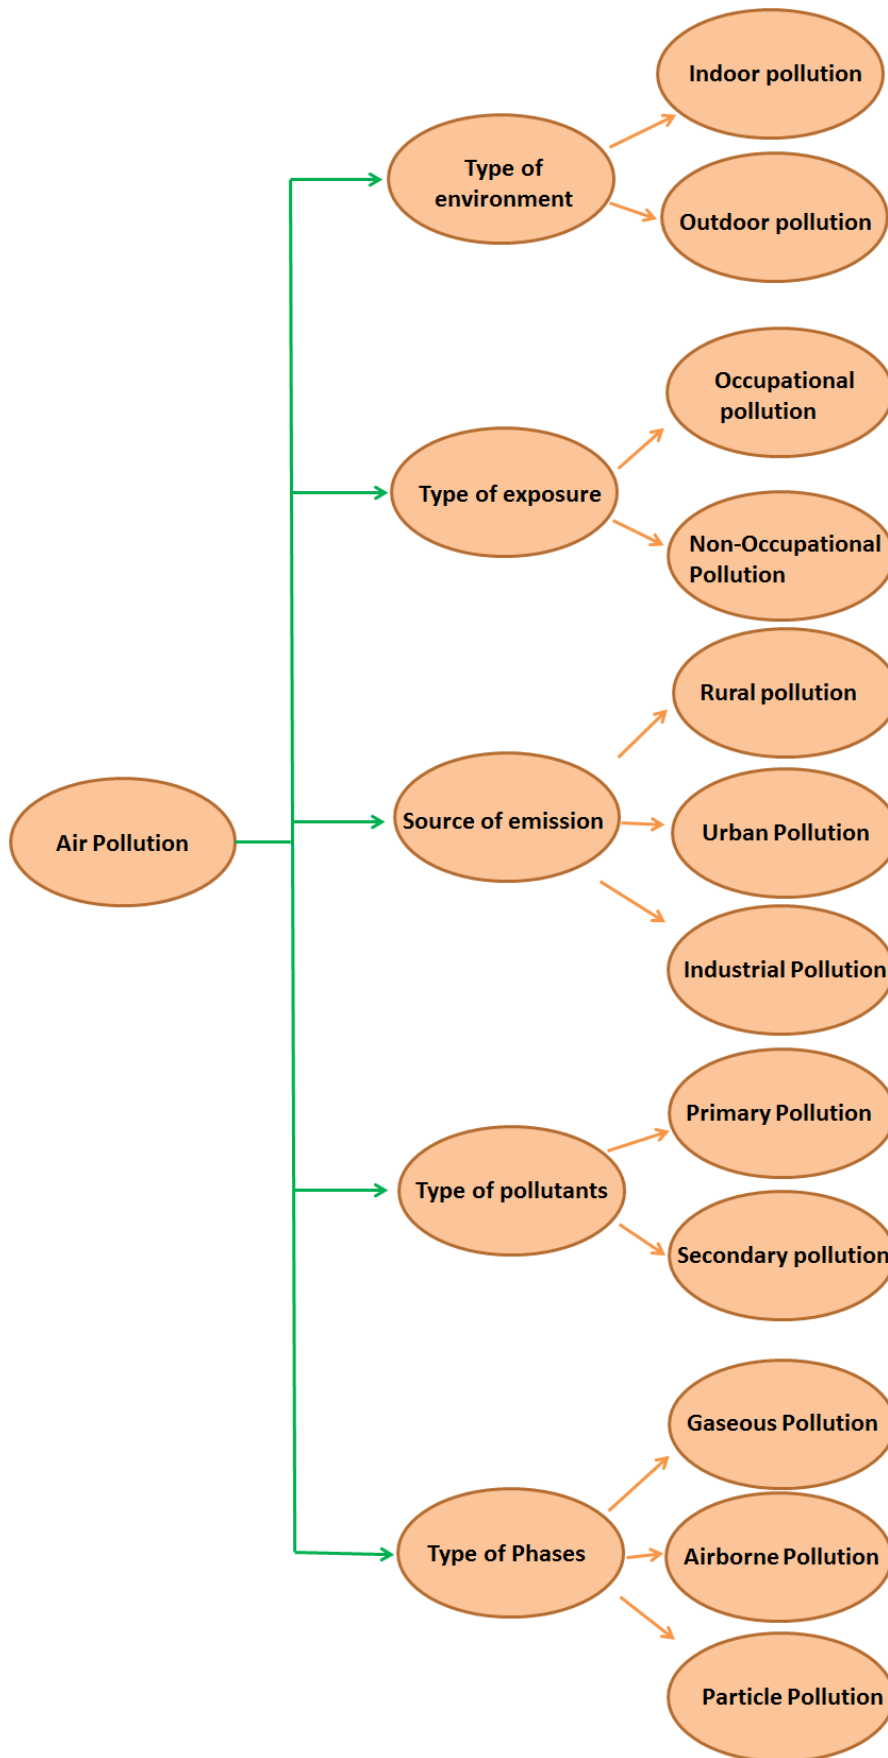 Indoor pollution
Type of
environment
Outdoor pollution
Occupational
pollution
Type of exposure
Non-Occupational
Pollution
Rural pollution
Source of emission
Urban Pollution
Air Pollution
Industrial Pollution
Primary Pollution
Type of pollutants
Secondary pollution
Gaseous Pollution
Type of Phases
Airborne Pollution
Particle Pollution